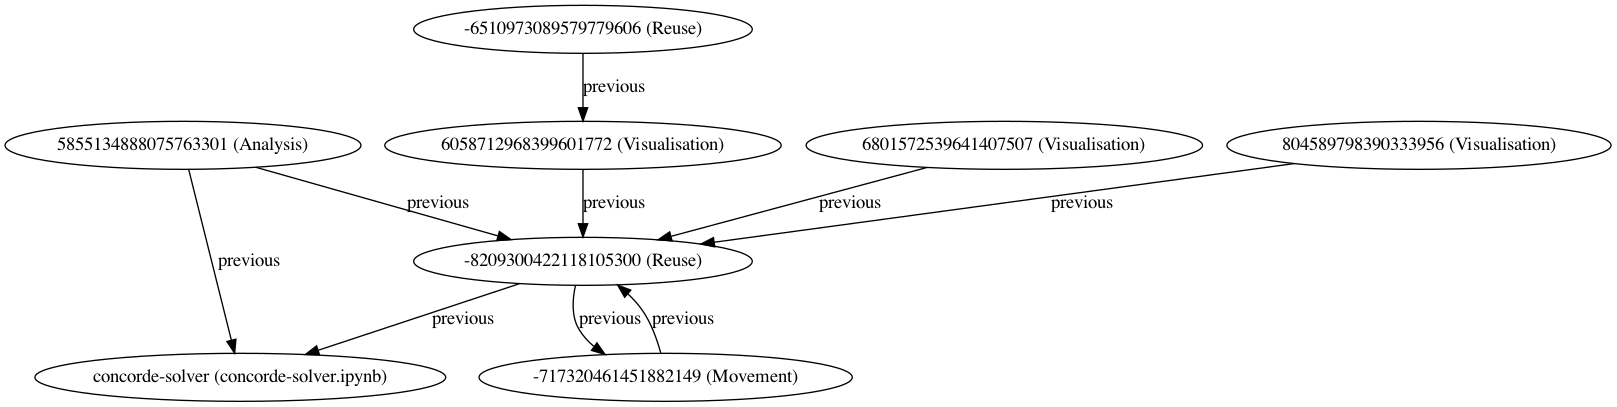 -6510973089579779606 (Reuse)
previous
5855134888075763301 (Analysis)
6058712968399601772 (Visualisation)
6801572539641407507 (Visualisation)
804589798390333956 (Visualisation)
previous
previous
previous
previous
previous
-8209300422118105300 (Reuse)
previous
previous
previous
concorde-solver (concorde-solver.ipynb)
-717320461451882149 (Movement)